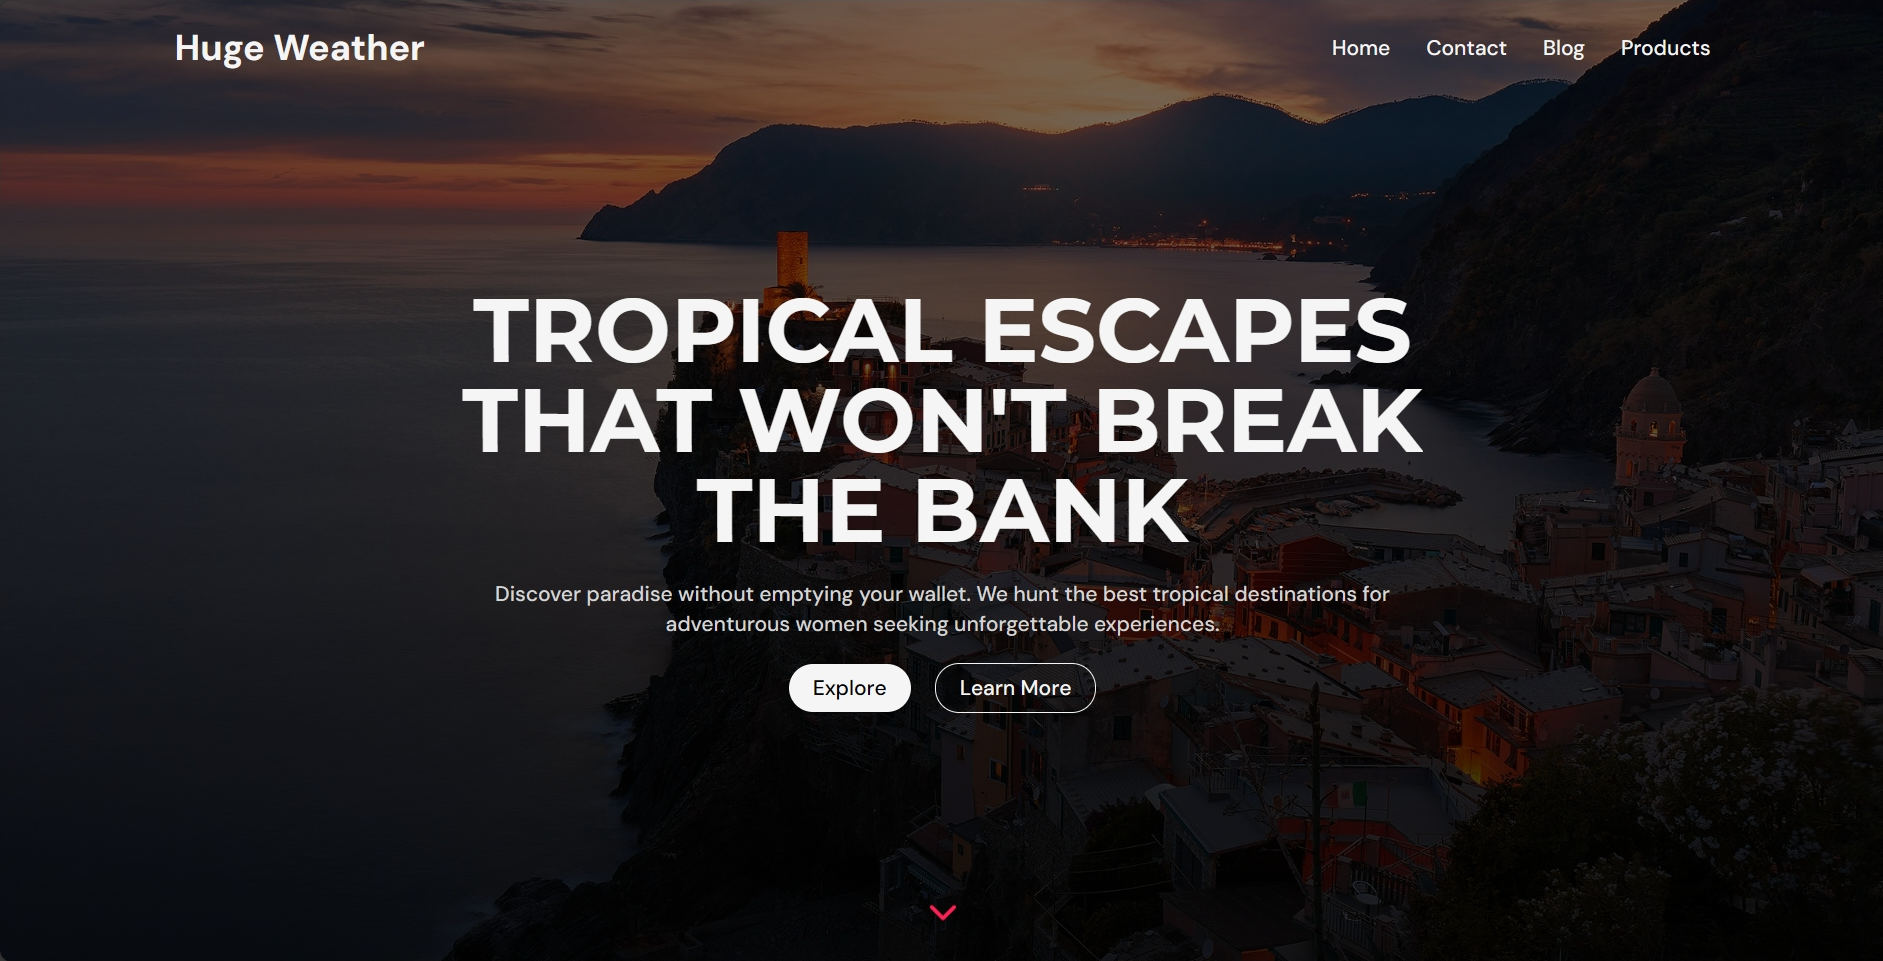 Huge Weather
Home Contact Blog Products
TROPICAL ESCAPES
THAT WON'T BREAK
THE BANK
Discover paradise without emptying your wallet. We hunt the best tropical destinations for
adventurous women seeking unforgettable experiences.
Explore Learn More